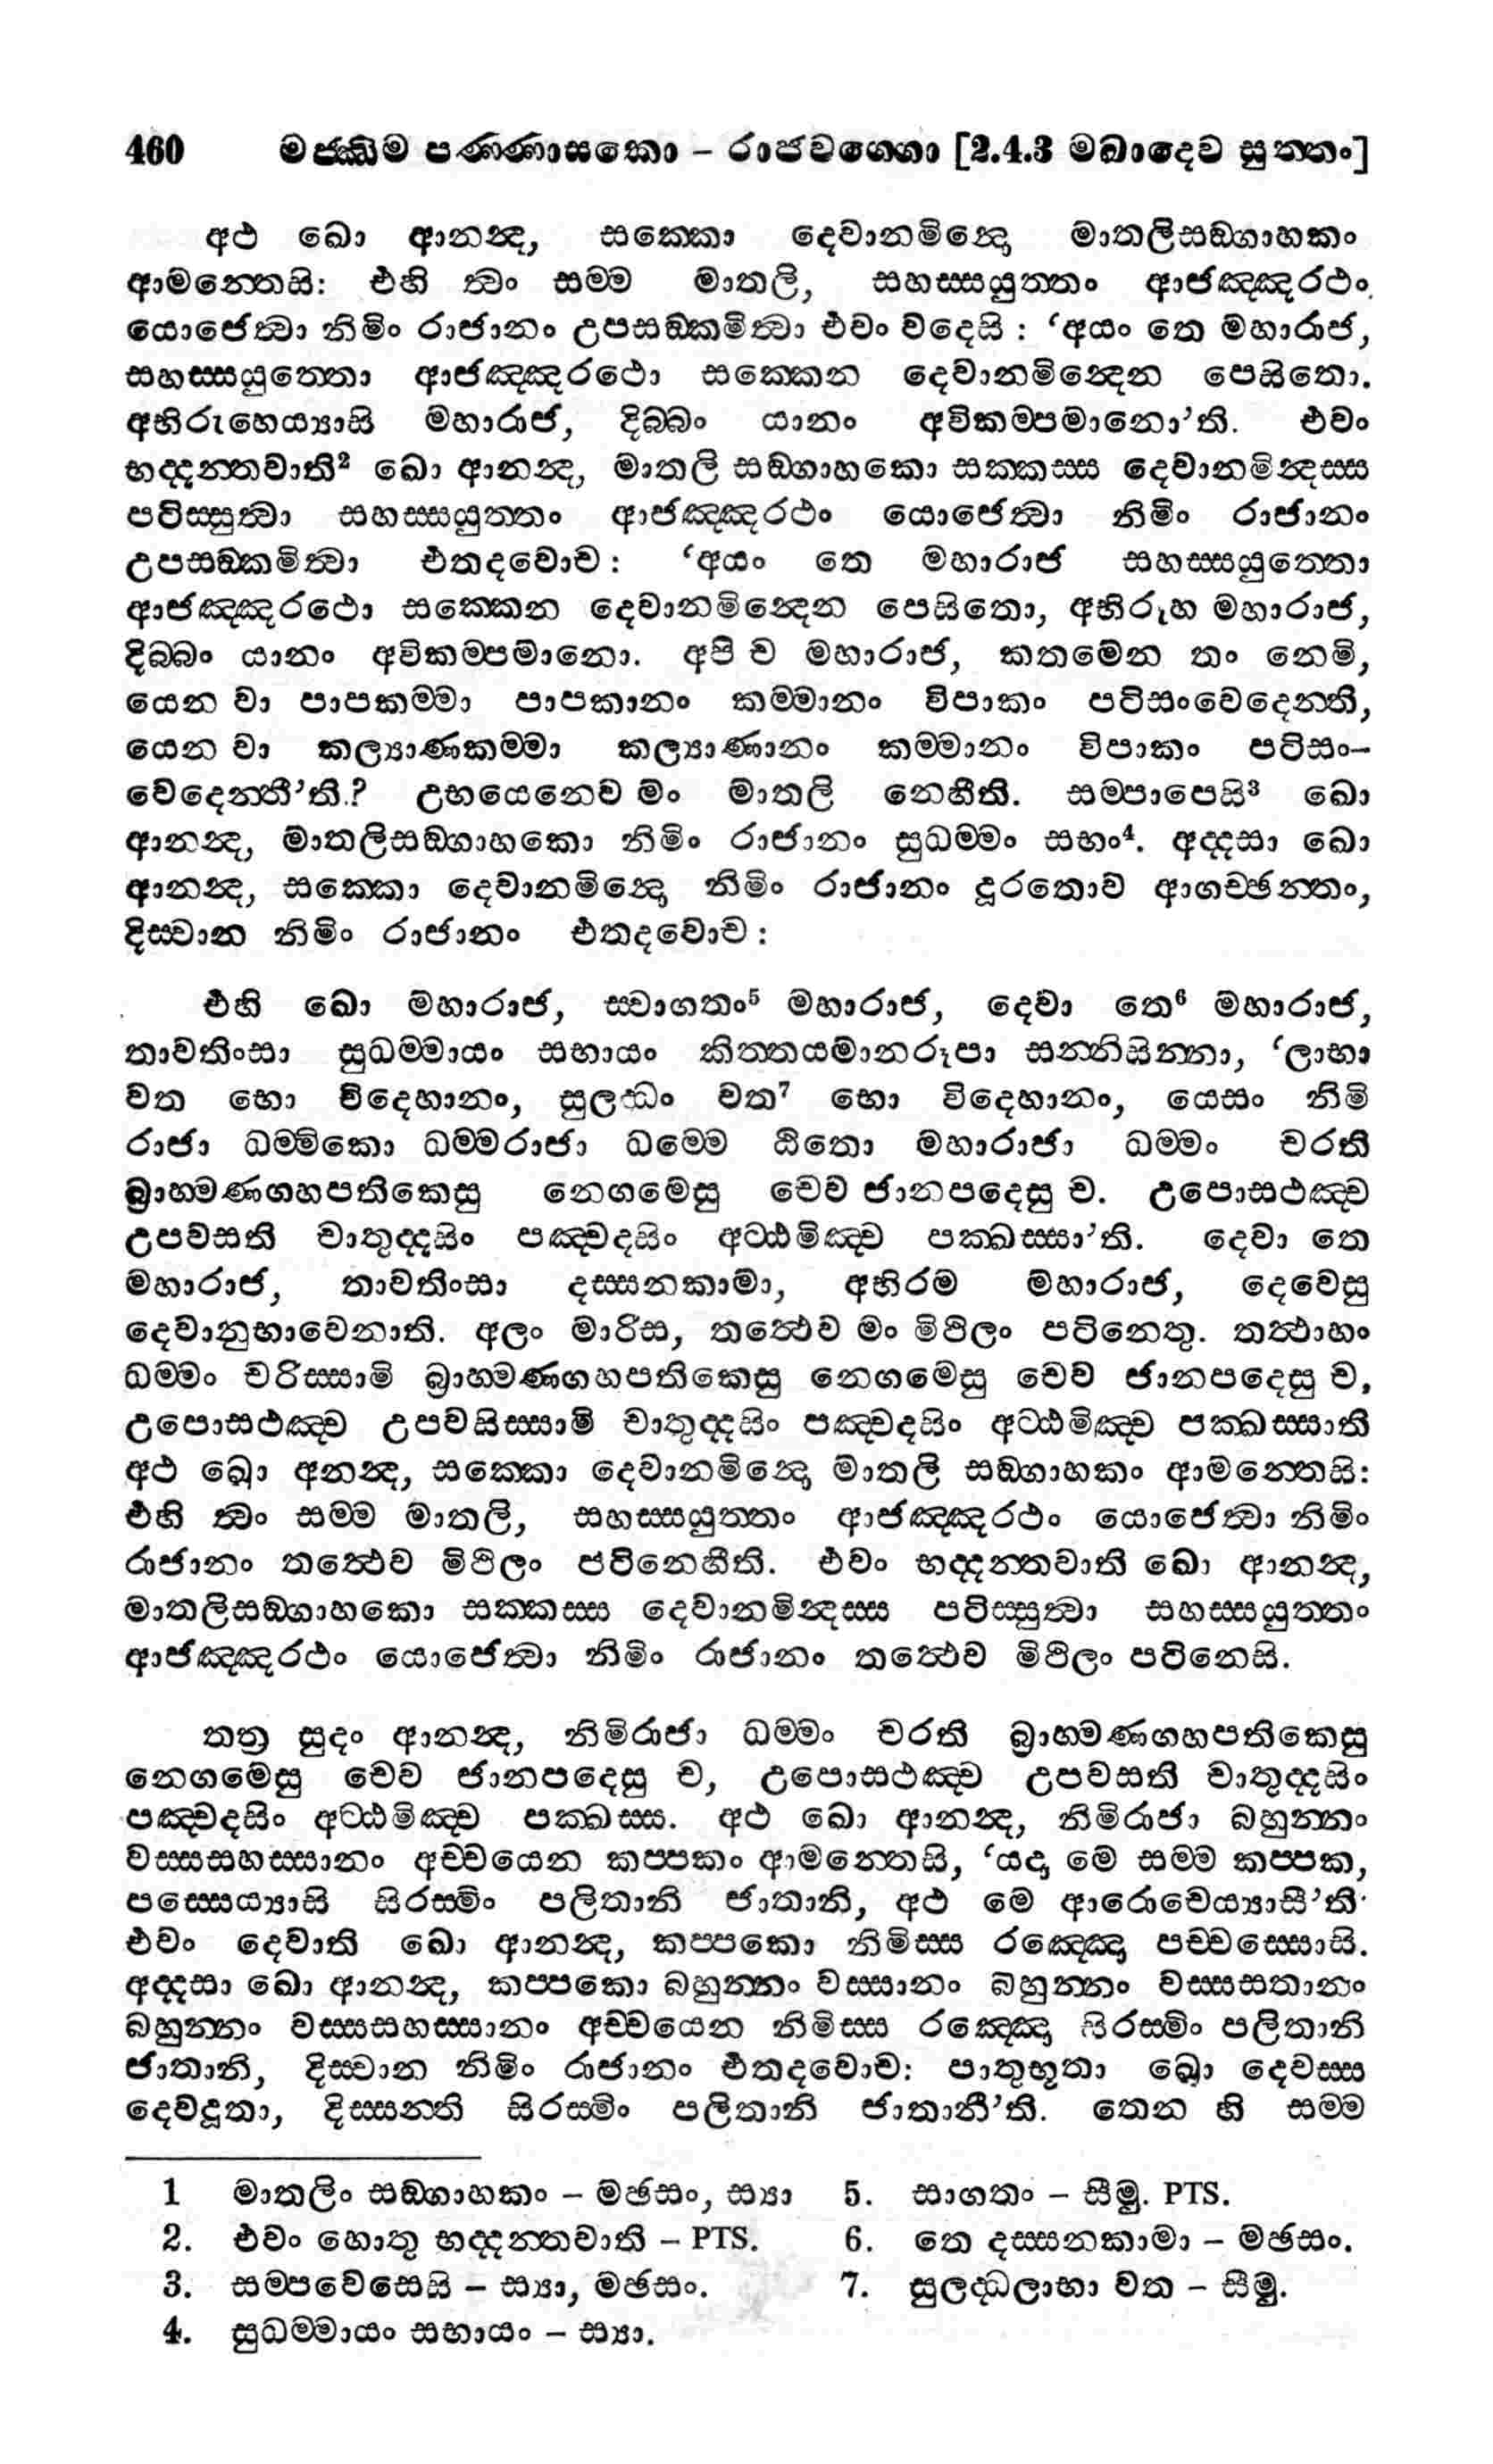 460 මජ්ඣිම පණ්ණාසකො – රාජවග්ගො [2.4.3 මඛාදෙව සුත්තං]
අථ ඛො ආනන්ද, සක්කො දෙවානමින්දො මාතලිසඞ්ගාහකං
ආමන්තෙසි: එහි ත්වං සම්ම මාතලි, සහස්සයුත්තං ආජඤ්ඤරථං
යොජෙත්වා නිමිං රාජානං උපසඞ්කමිත්වා එවං වදෙසි : ‘අයං තෙ මහාරාජ,
සහස්සයුත්තො ආජඤ්ඤරථො සක්කෙන දෙවානමින්දෙන පෙසිතො.
අභිරුහෙය්‍යාසි මහාරාජ, දිබ්බං යානං අවිකම්පමානො’ති. එවං
භද්දන්තවාති² ඛො ආනන්ද, මාතලි සඞ්ගාහකො සක්කස්ස දෙවානමින්දස්ස
පටිස්සුත්වා සහස්සයුත්තං ආජඤ්ඤරථං යොජෙත්වා නිමිං රාජානං
උපසඞ්කමිත්වා එතදවොච : ‘අයං තෙ මහාරාජ සහස්සයුත්තො
ආජඤ්ඤරථො සක්කෙන දෙවානමින්දෙන පෙසිතො, අභිරූහ මහාරාජ,
දිබ්බං යානං අවිකම්පමානො. අපි ච මහාරාජ, කතමෙන තං නෙමි,
යෙන වා පාපකම්මා පාපකානං කම්මානං විපාකං පටිසංවෙදෙන්ති,
යෙන වා කල්‍යාණකම්මා කල්‍යාණානං කම්මානං විපාකං පටිසං–
වෙදෙන්තී’ති.? උභයෙනෙව මං මාතලි නෙහීති. සම්පාපෙසි³ ඛො
ආනන්ද, මාතලිසඞ්ගාහකො නිමිං රාජානං සුධම්මං සභං⁴. අද්දසා ඛො
ආනන්ද, සක්කො දෙවානමින්දො නිමිං රාජානං දූරතොව ආගච්ඡන්තං,
දිස්වාන නිමිං රාජානං එතදවොච :
එහි ඛො මහාරාජ, ස්වාගතං⁵ මහාරාජ, දෙවා තෙ⁶ මහාරාජ,
තාවතිංසා සුධම්මායං සභායං කිත්තයමානරූපා සන්නිසින්නා, ‘ලාභා
වත භො විදෙහානං, සුලද්ධං වත⁷ භො විදෙහානං, යෙසං නිමි
රාජා ධම්මිකො ධම්මරාජා ධම්මෙ ඨිතො මහාරාජා ධම්මං චරති
බ්‍රාහ්මණගහපතිකෙසු නෙගමෙසු චෙව ජානපදෙසු ච. උපොසථඤ්ච
උපවසති චාතුද්දසිං පඤ්චදසිං අට්ඨමිඤ්ච පක්ඛස්සා’ති. දෙවා තෙ
මහාරාජ, තාවතිංසා දස්සනකාමා, අභිරම මහාරාජ, දෙවෙසු
දෙවානුභාවෙනාති. අලං මාරිස, තත්ථෙව මං මිථිලං පටිනෙතු. තත්ථාහං
ධම්මං චරිස්සාමි බ්‍රාහ්මණගහපතිකෙසු නෙගමෙසු චෙව ජානපදෙසු ච,
උපොසථඤ්ච උපවසිස්සාමි චාතුද්දසිං පඤ්චදසිං අට්ඨමිඤ්ච පක්ඛස්සාති
අථ ඛො අනන්ද, සක්කො දෙවානමින්දො මාතලි සඞ්ගාහකං ආමන්තෙසි:
එහි ත්වං සම්ම මාතලි, සහස්සයුත්තං ආජඤ්ඤරථං යොජෙත්වා නිමිං
රාජානං තත්ථෙව මිථිලං පටිනෙහීති. එවං භද්දන්තවාති ඛො ආනන්ද,
මාතලිසඞ්ගාහකො සක්කස්ස දෙවානමින්දස්ස පටිස්සුත්වා සහස්සයුත්තං
ආජඤ්ඤරථං යොජෙත්වා නිමිං රාජානං තත්ථෙව මිථිලං පටිනෙසි.
තත්‍ර සුදං ආනන්ද, නිමිරාජා ධම්මං චරති බ්‍රාහ්මණගහපතිකෙසු
නෙගමෙසු චෙව ජානපදෙසු ච, උපොසථඤ්ච උපවසති චාතුද්දසිං
පඤ්චදසිං අට්ඨමිඤ්ච පක්ඛස්ස. අථ ඛො ආනන්ද, නිමිරාජා බහුන්නං
වස්සසහස්සානං අච්චයෙන කප්පකං ආමන්තෙසි, ‘යදා මෙ සම්ම කප්පක,
පස්සෙය්‍යාසි සිරස්මිං පලිතානි ජාතානි, අථ මෙ ආරොචෙය්‍යාසී’ති
එවං දෙවාති ඛො ආනන්ද, කප්පකො නිමිස්ස රඤ්ඤො පච්චස්සොසි.
අද්දසා ඛො ආනන්ද, කප්පකො බහුන්නං වස්සානං බහුන්නං වස්සසතානං
බහුන්නං වස්සසහස්සානං අච්චයෙන නිමිස්ස රඤ්ඤො සිරස්මිං පලිතානි
ජාතානි, දිස්වාන නිමිං රාජානං එතදවොච: පාතුභූතා ඛො දෙවස්ස
දෙවදූතා, දිස්සන්ති සිරස්මිං පලිතානි ජාතානී’ති. තෙන හි සම්ම
1 මාතලිං සඞ්ගාහකං – මඡසං, ස්‍යා
2. එවං හොතු භද්දන්තවාති – PTS.
3. සම්පවෙසෙසි – ස්‍යා, මඡසං.
4. සුධම්මායං සභායං – ස්‍යා.
5. සාගතං – සීමු. PTS.
6. තෙ දස්සනකාමා – මඡසං.
7. සුලද්ධලාභා වත – සීමු.